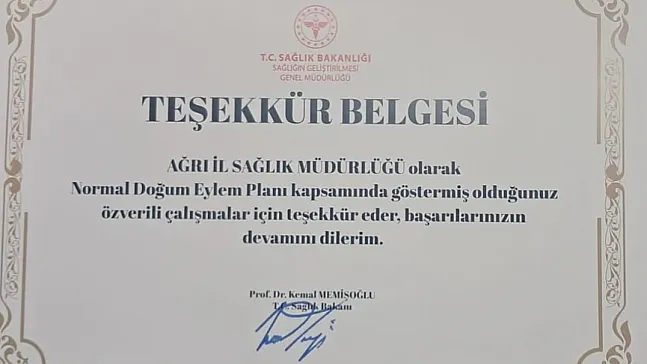 T.C. SAĞLIK BAKANLIĞI
SAĞLIĞIN GELİŞTİRİLMESİ
GENEL MÜDÜRLÜĞÜ
TEŞEKKÜR BELGESİ
AĞRI İL SAĞLIK MÜDÜRLÜĞÜ olarak
Normal Doğum Eylem Planı kapsamında göstermiş olduğunuz
özverili çalışmalar için teşekkür eder, başarılarınızın
devamını dilerim.
Prof. Dr. Kemal MEMİŞOĞLU
T.C. Sağlık Bakanı